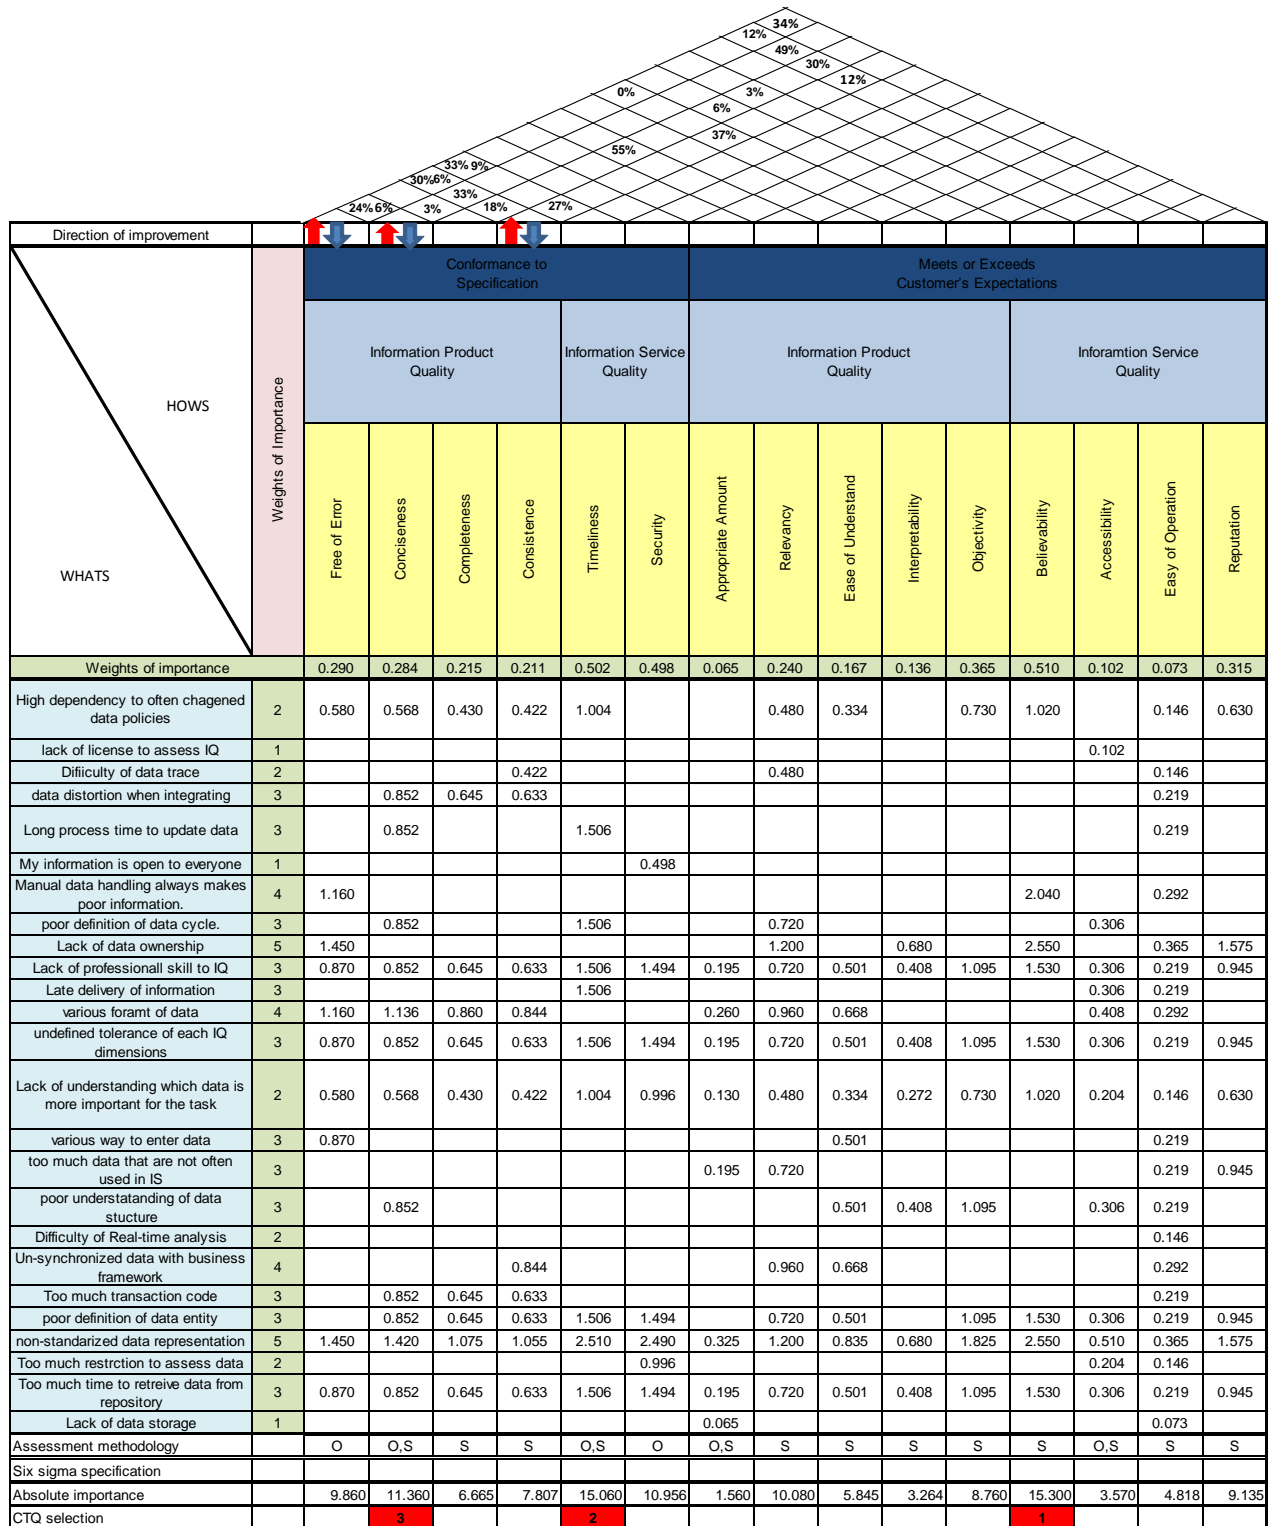 34%
12%
49%
30%
12%
0%
3%
6%
37%
55%
33% 9%
30% 6%
33%
24% 6% 3% 18% 27%
Direction of improvement
Conformance to
Specification
Meets or Exceeds
Customer's Expectations
Information Product
Quality
Information Service
Quality
Information Product
Quality
Inforamtion Service
Quality
HOWS
WHATS
Weights of Importance
Free of Error
Conciseness
Completeness
Consistence
Timeliness
Security
Appropriate Amount
Relevancy
Ease of Understand
Interpretability
Objectivity
Believability
Accessibility
Easy of Operation
Reputation
Weights of importance 0.290 0.284 0.215 0.211 0.502 0.498 0.065 0.240 0.167 0.136 0.365 0.510 0.102 0.073 0.315
High dependency to often chagened
data policies
2 0.580 0.568 0.430 0.422 1.004 0.480 0.334 0.730 1.020 0.146 0.630
lack of license to assess IQ 1 0.102
Difiiculty of data trace 2 0.422 0.480 0.146
data distortion when integrating 3 0.852 0.645 0.633 0.219
Long process time to update data 3 0.852 1.506 0.219
My information is open to everyone 1 0.498
Manual data handling always makes
poor information.
4 1.160 2.040 0.292
poor definition of data cycle. 3 0.852 1.506 0.720 0.306
Lack of data ownership 5 1.450 1.200 0.680 2.550 0.365 1.575
Lack of professionall skill to IQ 3 0.870 0.852 0.645 0.633 1.506 1.494 0.195 0.720 0.501 0.408 1.095 1.530 0.306 0.219 0.945
Late delivery of information 3 1.506 0.306 0.219
various foramt of data 4 1.160 1.136 0.860 0.844 0.260 0.960 0.668 0.408 0.292
undefined tolerance of each IQ
dimensions
3 0.870 0.852 0.645 0.633 1.506 1.494 0.195 0.720 0.501 0.408 1.095 1.530 0.306 0.219 0.945
Lack of understanding which data is
more important for the task
2 0.580 0.568 0.430 0.422 1.004 0.996 0.130 0.480 0.334 0.272 0.730 1.020 0.204 0.146 0.630
various way to enter data 3 0.870 0.501 0.219
too much data that are not often
used in IS
3 0.195 0.720 0.219 0.945
poor understatanding of data
stucture
3 0.852 0.501 0.408 1.095 0.306 0.219
Difficulty of Real-time analysis 2 0.146
Un-synchronized data with business
framework
4 0.844 0.960 0.668 0.292
Too much transaction code 3 0.852 0.645 0.633 0.219
poor definition of data entity 3 0.852 0.645 0.633 1.506 1.494 0.720 0.501 1.095 1.530 0.306 0.219 0.945
non-standarized data representation 5 1.450 1.420 1.075 1.055 2.510 2.490 0.325 1.200 0.835 0.680 1.825 2.550 0.510 0.365 1.575
Too much restrction to assess data 2 0.996 0.204 0.146
Too much time to retreive data from
repository
3 0.870 0.852 0.645 0.633 1.506 1.494 0.195 0.720 0.501 0.408 1.095 1.530 0.306 0.219 0.945
Lack of data storage 1 0.065 0.073
Assessment methodology O O,S S S O,S O O,S S S S S S O,S S S
Six sigma specification
Absolute importance 9.860 11.360 6.665 7.807 15.060 10.956 1.560 10.080 5.845 3.264 8.760 15.300 3.570 4.818 9.135
CTQ selection 3 2 1